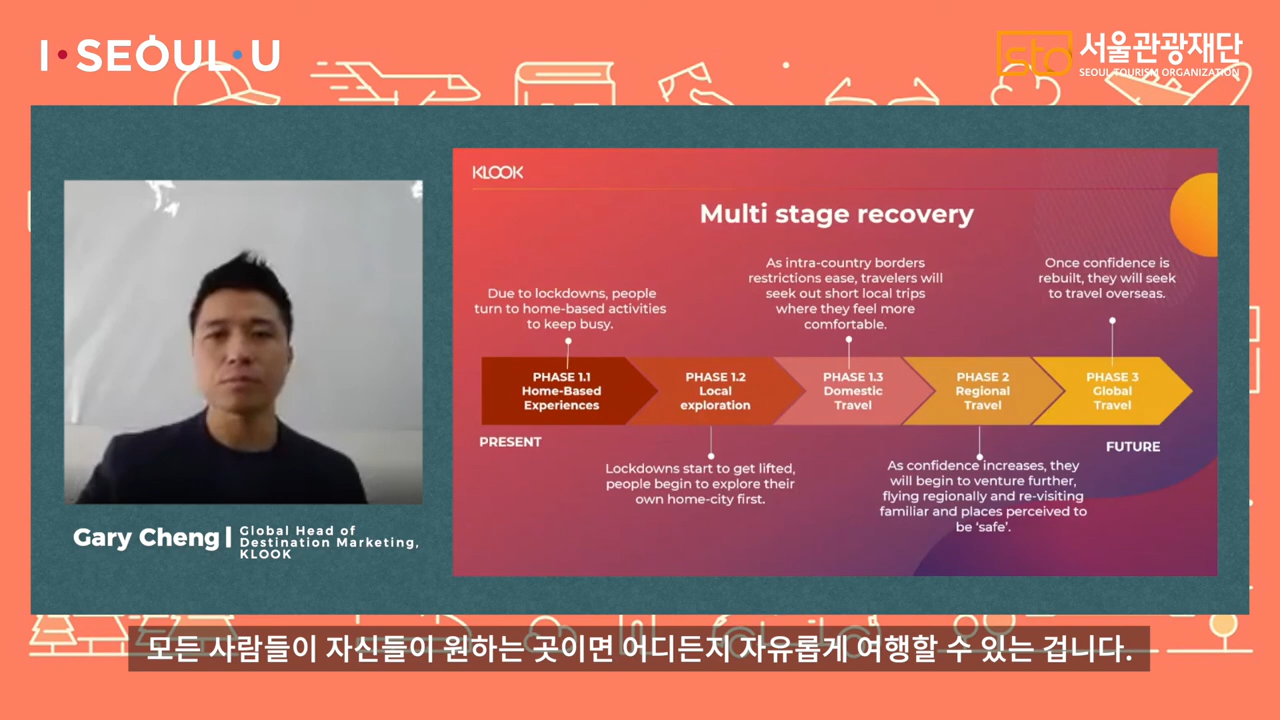 I·SEOUL·U
sto 서울관광재단
SEOUL TOURISM ORGANIZATION
KLOOK
Multi stage recovery
Due to lockdowns, people
turn to home-based activities
to keep busy.
As intra-country borders
restrictions ease, travelers will
seek out short local trips
where they feel more
comfortable.
Once confidence is
rebuilt, they will seek
to travel overseas.
PHASE 1.1
Home-Based
Experiences
PHASE 1.2
Local
exploration
PHASE 1.3
Domestic
Travel
PHASE 2
Regional
Travel
PHASE 3
Global
Travel
PRESENT
FUTURE
Lockdowns start to get lifted,
people begin to explore their
own home-city first.
As confidence increases, they
will begin to venture further,
flying regionally and re-visiting
familiar and places perceived to
be ‘safe’.
Gary Cheng | Global Head of
Destination Marketing,
KLOOK
모든 사람들이 자신들이 원하는 곳이면 어디든지 자유롭게 여행할 수 있는 겁니다.